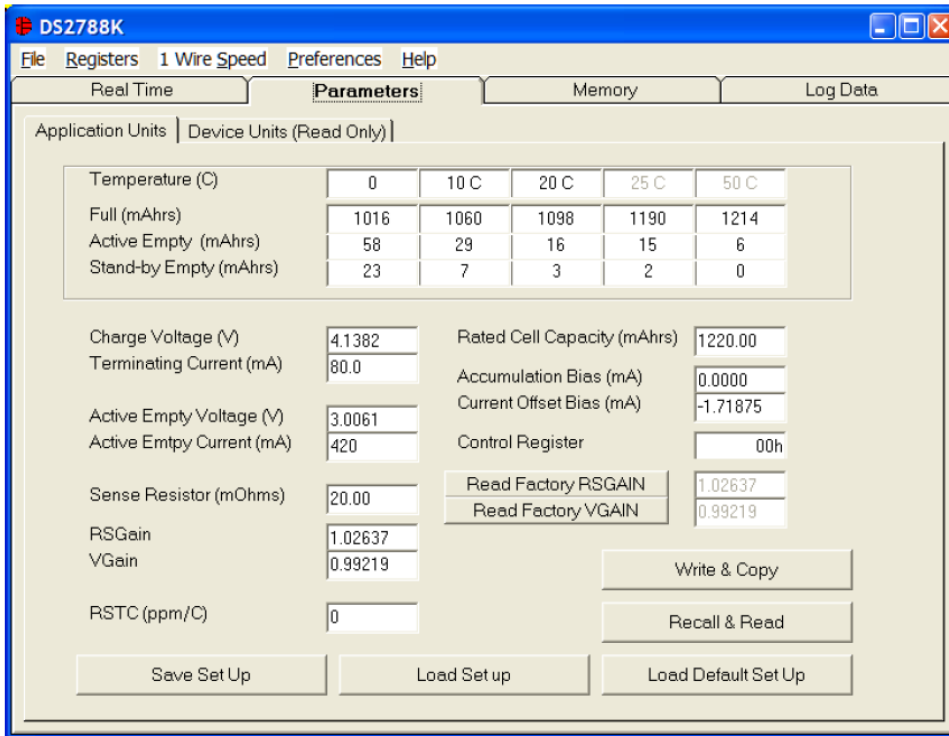 DS2788K
File Registers 1 Wire Speed Preferences Help
Real Time Parameters Memory Log Data
Application Units Device Units (Read Only)
Temperature (C) 0 10 C 20 C 25 C 50 C
Full (mAhrs) 1016 1060 1098 1190 1214
Active Empty (mAhrs) 58 29 16 15 6
Stand-by Empty (mAhrs) 23 7 3 2 0
Charge Voltage (V) 4.1382 Rated Cell Capacity (mAhrs) 1220.00
Terminating Current (mA) 80.0
Accumulation Bias (mA) 0.0000
Current Offset Bias (mA) -1.71875
Active Empty Voltage (V) 3.0061
Active Emtpy Current (mA) 420 Control Register 00h
Sense Resistor (mOhms) 20.00 Read Factory RSGAIN 1.02637
Read Factory VGAIN 0.99219
RSGain 1.02637
VGain 0.99219
Write & Copy
RSTC (ppm/C) 0 Recall & Read
Save Set Up Load Set up Load Default Set Up